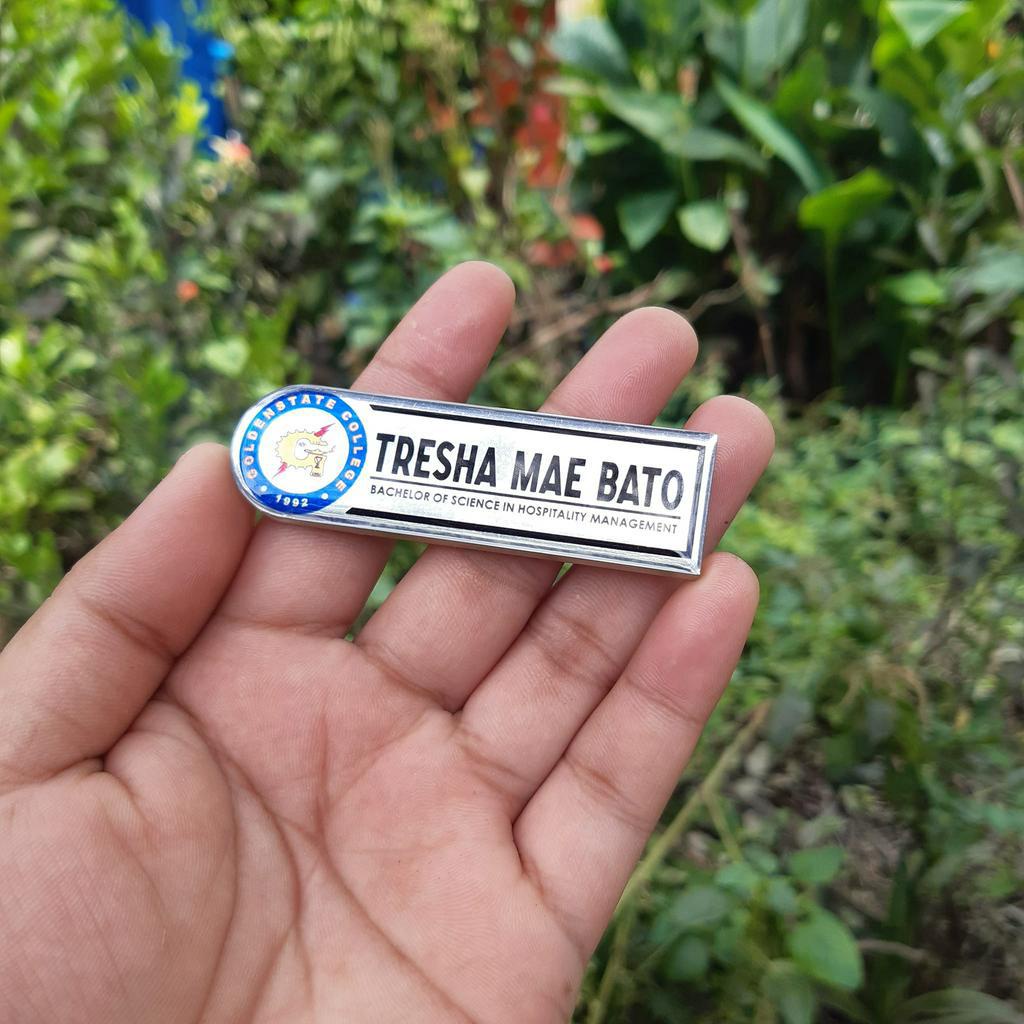 GOLDENSTATE COLLEGE
1992
TRESHA MAE BATO
BACHELOR OF SCIENCE IN HOSPITALITY MANAGEMENT